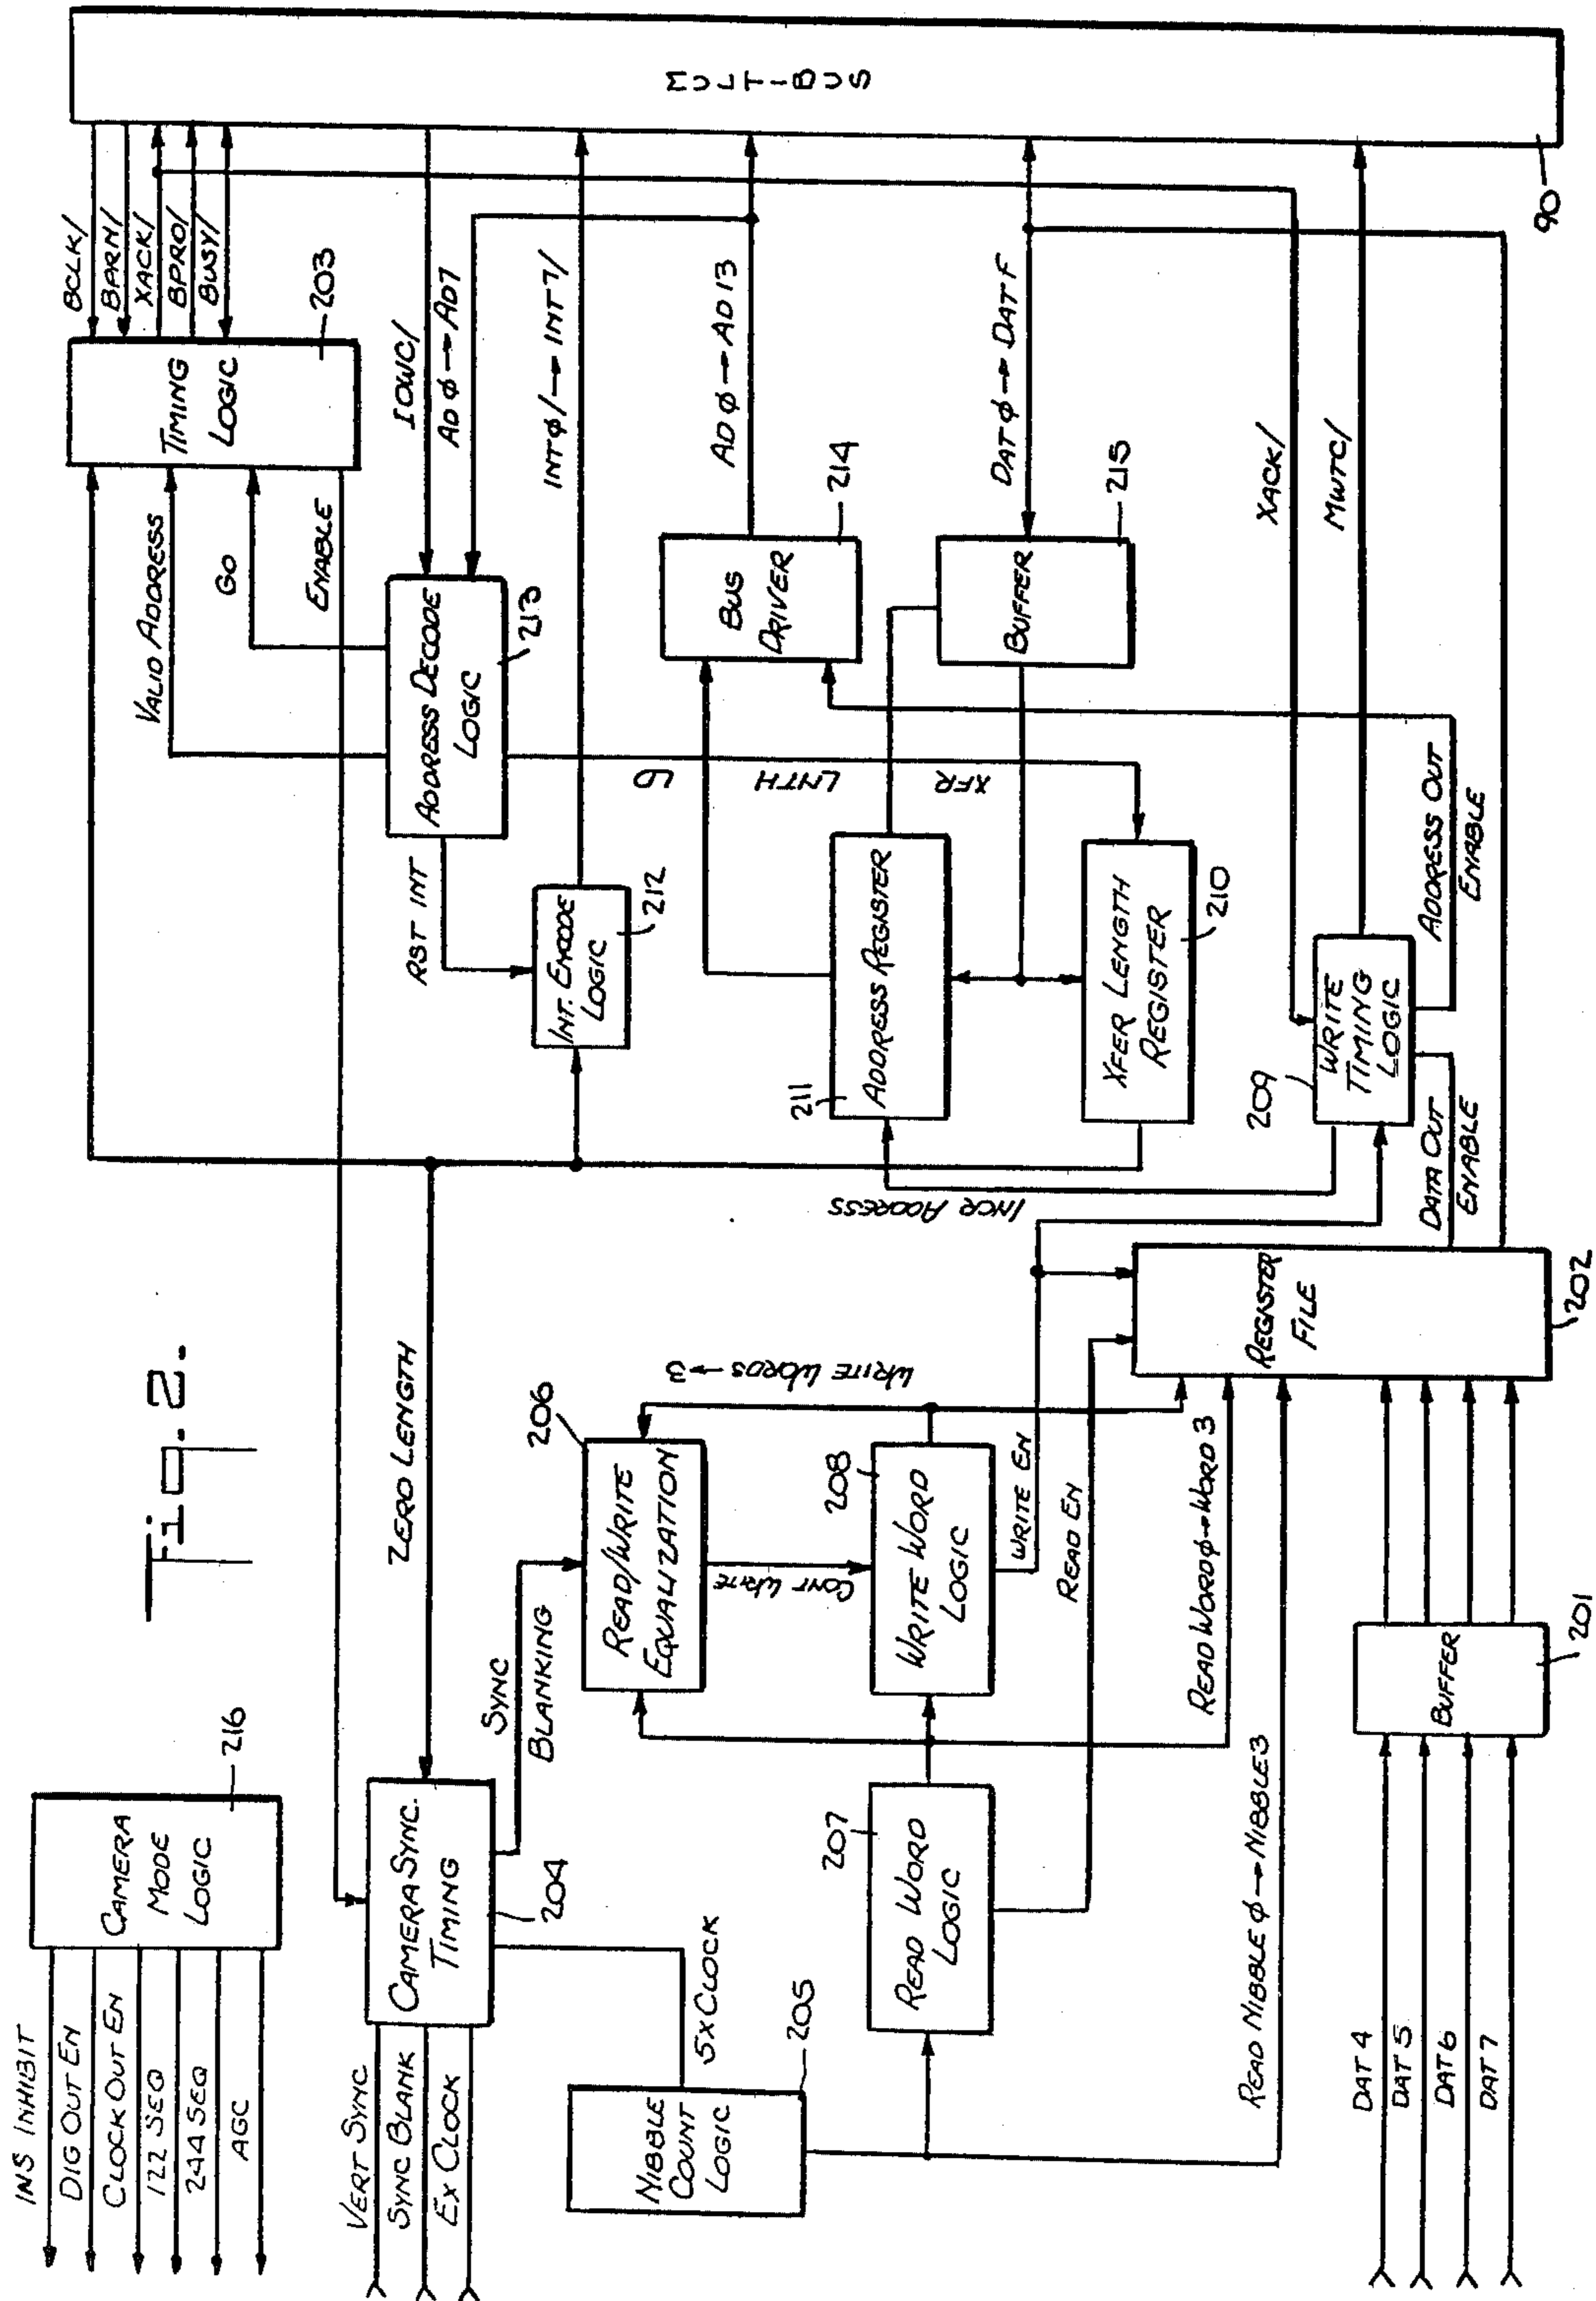 Fig. 2.
INS INHIBIT
DIG OUT EN
CLOCK OUT EN
122 SEQ
244 SEQ
AGC
CAMERA
MODE
LOGIC
216
VERT SYNC
SYNC BLANK
EX CLOCK
CAMERA SYNC.
TIMING
204
5X CLOCK
NIBBLE
COUNT
LOGIC
205
SYNC
BLANKING
ZERO LENGTH
READ/WRITE
EQUALIZATION
206
CONT WRITE
WRITE WORDS→3
READ WORD
LOGIC
207
WRITE WORD
LOGIC
208
WRITE EN
READ EN
READ WORD ϕ→WORD 3
READ NIBBLE ϕ→NIBBLE 3
DAT 4
DAT 5
DAT 6
DAT 7
BUFFER
201
REGISTER
FILE
202
DATA OUT
ENABLE
ADDRESS OUT
ENABLE
INCR ADDRESS
WRITE
TIMING
LOGIC
209
XFER LENGTH
REGISTER
210
ADDRESS REGISTER
211
INT. ENCODE
LOGIC
212
RST INT
ADDRESS DECODE
LOGIC
213
LD
LNTH
XFR
VALID ADDRESS
GO
ENABLE
TIMING
LOGIC
203
BUS
DRIVER
214
BUFFER
215
BCLK/
BPRN/
XACK/
BPRO/
BUSY/
IOWC/
ADϕ→AD7
INTϕ/→INT7/
ADϕ→AD13
DATϕ→DATF
XACK/
MWTC/
MULTIBUS
90